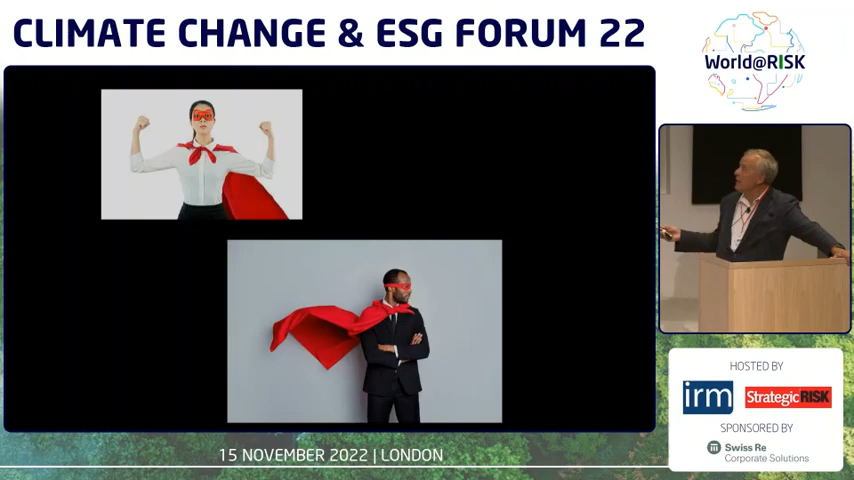 CLIMATE CHANGE & ESG FORUM 22
World@RISK
HOSTED BY
irm
StrategicRISK
SPONSORED BY
Swiss Re
Corporate Solutions
15 NOVEMBER 2022 | LONDON